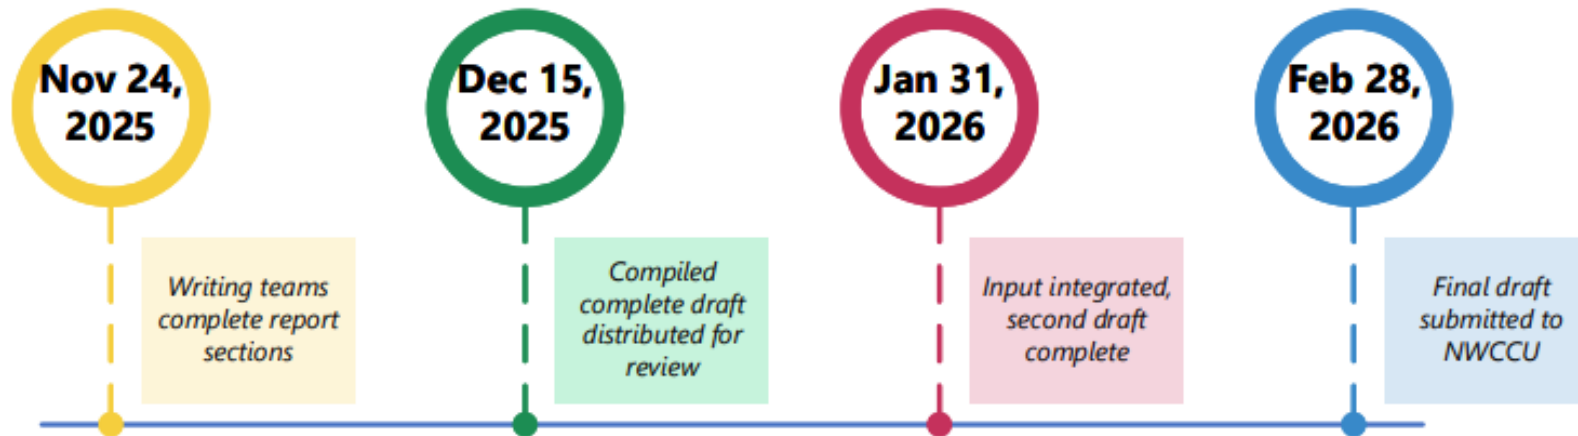 Nov 24,
2025
Dec 15,
2025
Jan 31,
2026
Feb 28,
2026
Writing teams
complete report
sections
Compiled
complete draft
distributed for
review
Input integrated,
second draft
complete
Final draft
submitted to
NWCCU